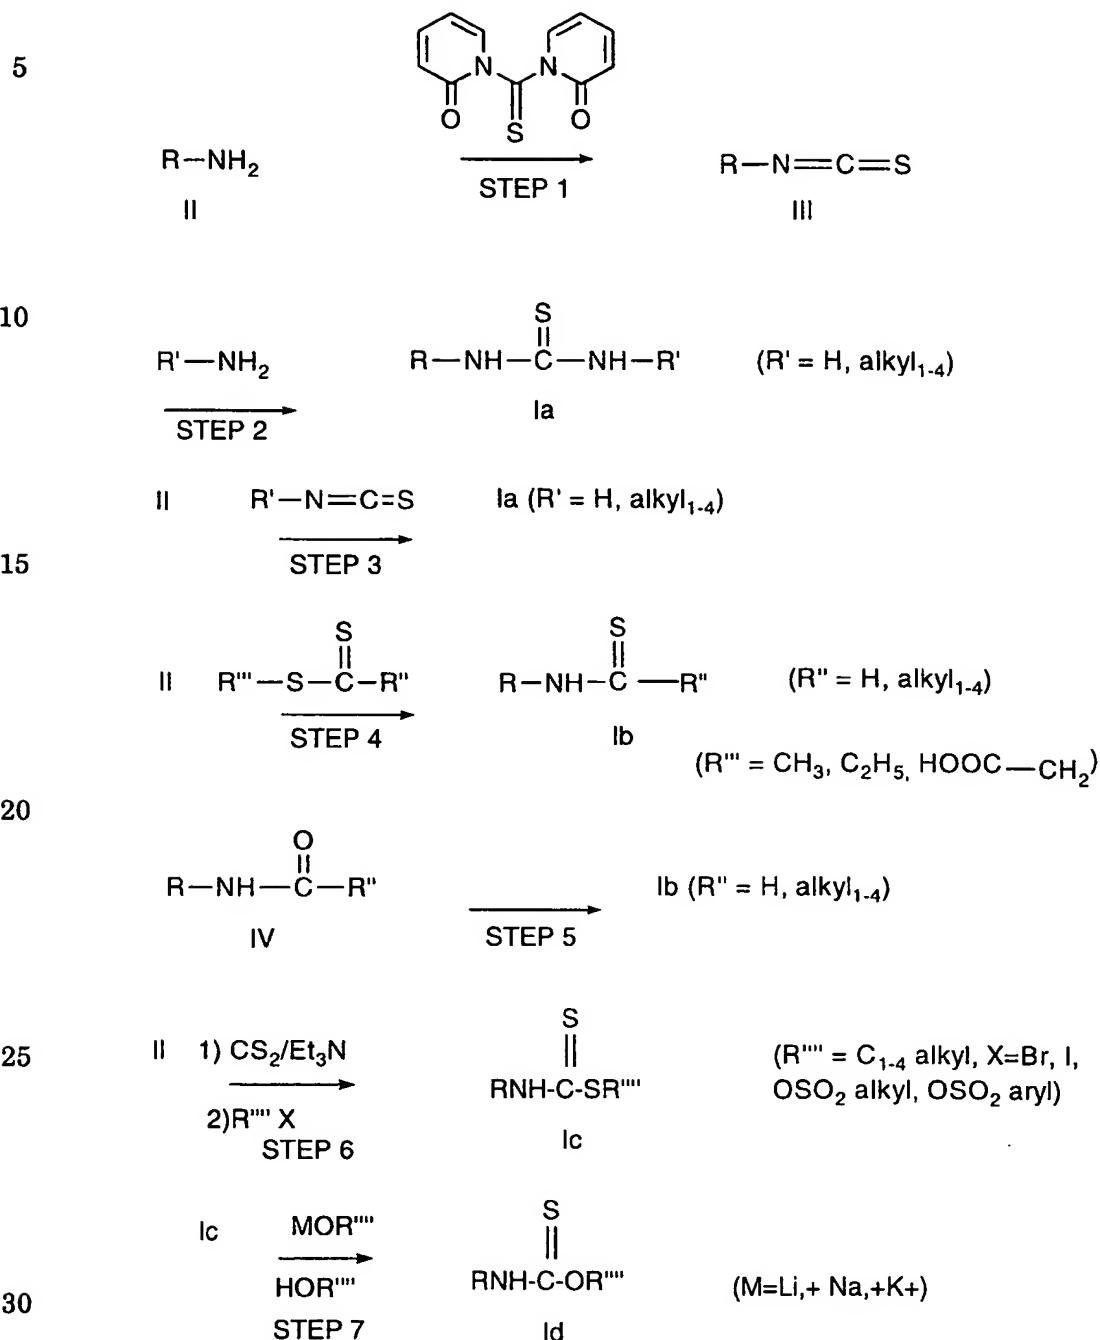 5
N N
O S O
R—NH₂ STEP 1 R—N=C=S
II III
10
S
R'—NH₂ R—NH—C—NH—R' (R' = H, alkyl₁₋₄)
STEP 2 Ia
II R'—N=C=S Ia (R' = H, alkyl₁₋₄)
15 STEP 3
S S
II R'''—S—C—R'' R—NH—C—R'' (R'' = H, alkyl₁₋₄)
STEP 4 Ib
(R''' = CH₃, C₂H₅, HOOC—CH₂)
20
O
R—NH—C—R'' Ib (R'' = H, alkyl₁₋₄)
IV STEP 5
S
25 II 1) CS₂/Et₃N (R'''' = C₁₋₄ alkyl, X=Br, I,
RNH-C-SR'''' OSO₂ alkyl, OSO₂ aryl)
2)R'''' X
STEP 6 Ic
S
Ic MOR''''
RNH-C-OR'''' (M=Li,+ Na,+K+)
30 HOR''''
STEP 7 Id